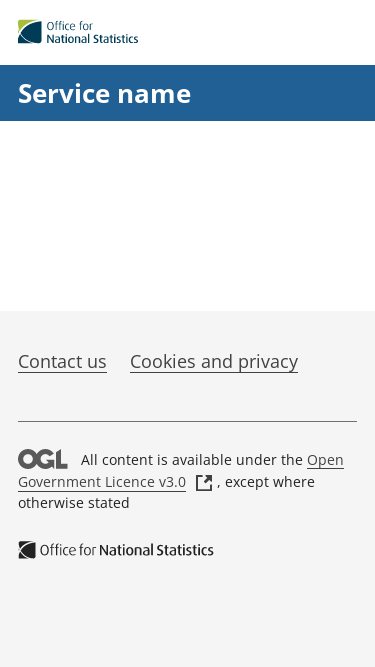 Office for
National Statistics
Service name
Contact us Cookies and privacy
OGL All content is available under the Open
Government Licence v3.0 , except where
otherwise stated
Office for National Statistics